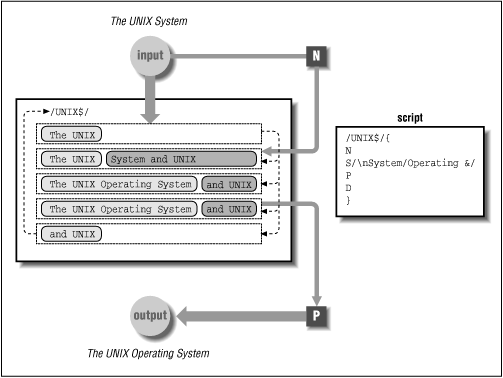 The UNIX System
input
N
/UNIX$/
The UNIX
The UNIX System and UNIX
The UNIX Operating System and UNIX
The UNIX Operating System and UNIX
and UNIX
script
/UNIX$/{
N
S/\nSystem/Operating &/
P
D
}
output
P
The UNIX Operating System